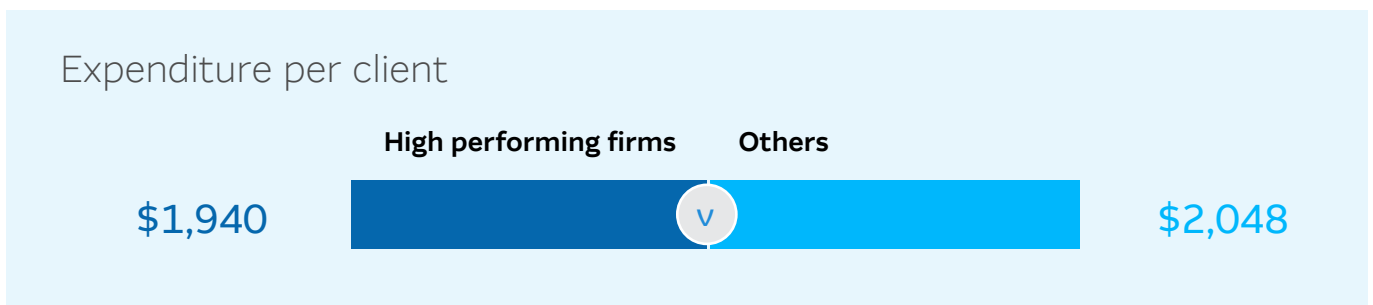 Expenditure per client
High performing firms Others
$1,940 v $2,048